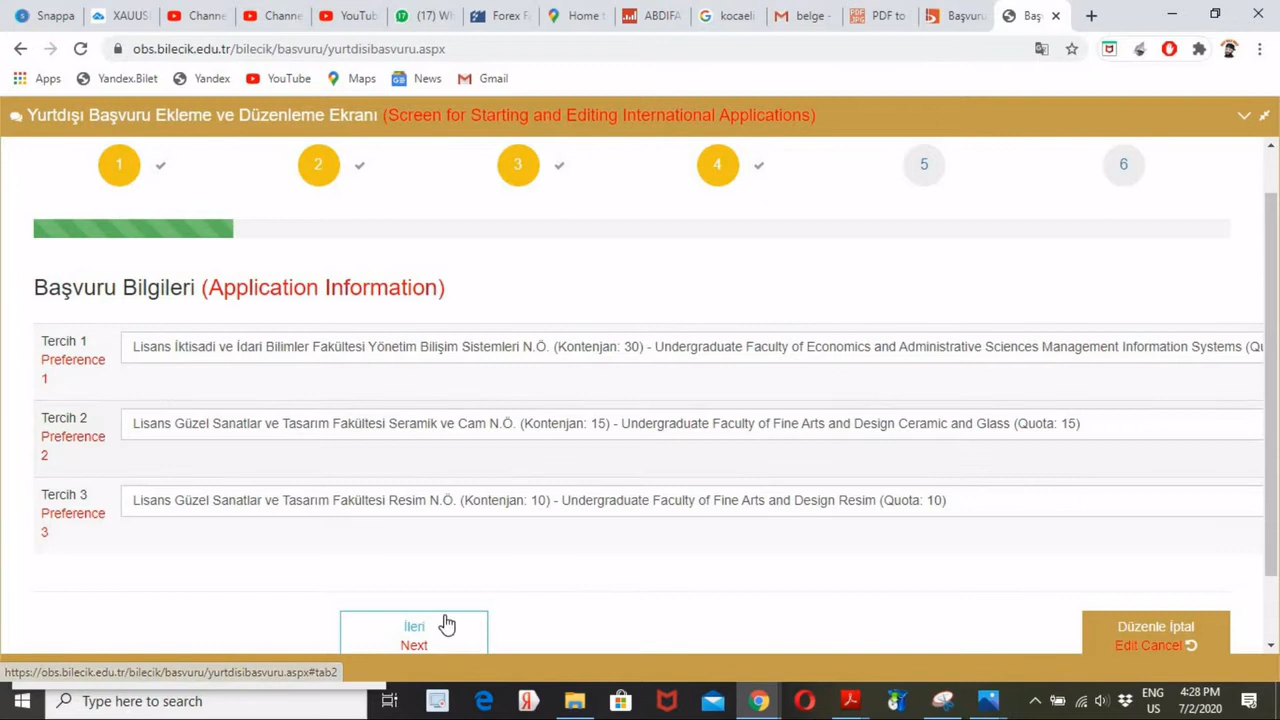 Snappa
XAUUS
Channe
Channe
YouTu
(17) W
Forex F
Home t
ABDIFA
kocaeli
belge -
PDF to
Başvuru
Baş
obs.bilecik.edu.tr/bilecik/basvuru/yurtdisibasvuru.aspx
Apps Yandex.Bilet Yandex YouTube Maps News Gmail
Yurtdışı Başvuru Ekleme ve Düzenleme Ekranı (Screen for Starting and Editing International Applications)
1 2 3 4 5 6
Başvuru Bilgileri (Application Information)
Tercih 1
Preference
1
Lisans İktisadi ve İdari Bilimler Fakültesi Yönetim Bilişim Sistemleri N.Ö. (Kontenjan: 30) - Undergraduate Faculty of Economics and Administrative Sciences Management Information Systems (Qu
Tercih 2
Preference
2
Lisans Güzel Sanatlar ve Tasarım Fakültesi Seramik ve Cam N.Ö. (Kontenjan: 15) - Undergraduate Faculty of Fine Arts and Design Ceramic and Glass (Quota: 15)
Tercih 3
Preference
3
Lisans Güzel Sanatlar ve Tasarım Fakültesi Resim N.Ö. (Kontenjan: 10) - Undergraduate Faculty of Fine Arts and Design Resim (Quota: 10)
İleri
Next
Düzenle İptal
Edit Cancel
https://obs.bilecik.edu.tr/bilecik/basvuru/yurtdisibasvuru.aspx#tab2
Type here to search
ENG
US
4:28 PM
7/2/2020